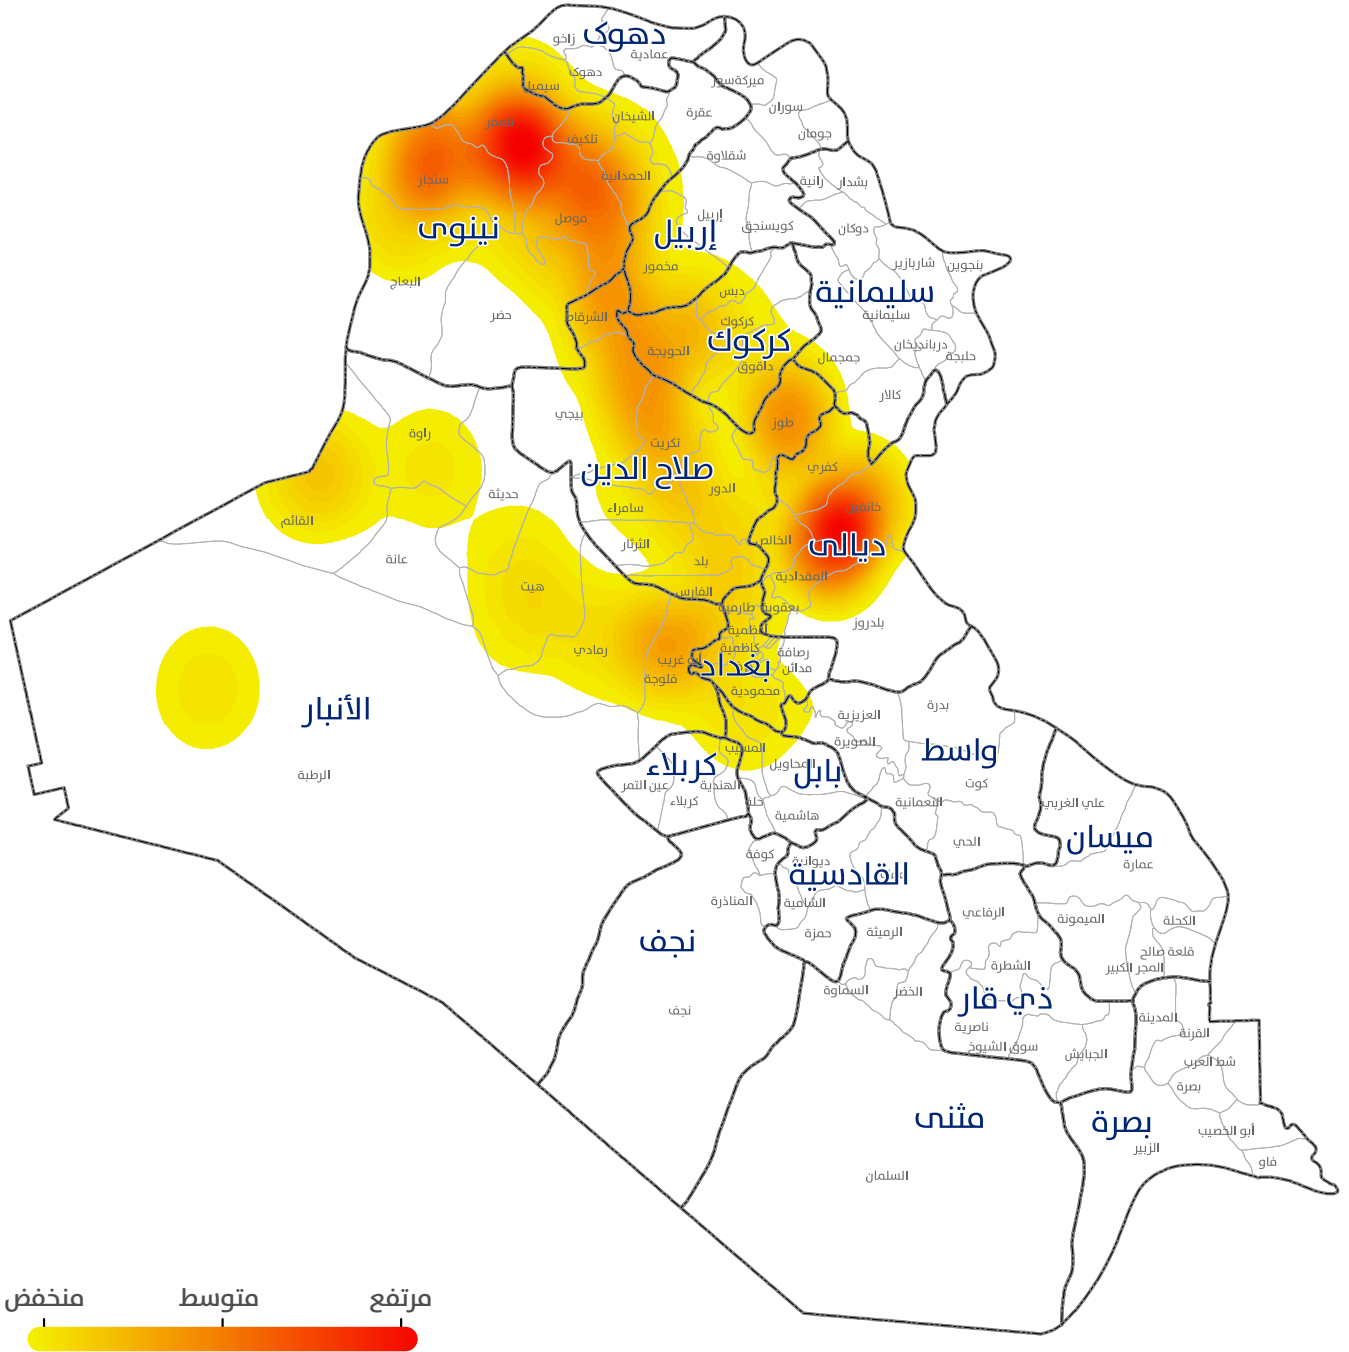 دهوك
زاخو
عمادية
دهوك
سيميل
ميركةسور
عقرة
سوران
الشيخان
تلعفر
جومان
تلكيف
شقلاوة
الحمدانية
سنجار
رانية
بشدار
إربيل
موصل
كويسنجق
دوكان
نينوى
إربيل
مخمور
شاربازير
بنجوين
البعاج
دبس
سليمانية
سليمانية
حضر
الشرقاط
كركوك
كركوك
دربانديخان
حلبجة
الحويجة
جمجمال
داقوق
كالار
بيجي
طوز
راوة
تكريت
صلاح الدين
كفري
الدور
حديثة
سامراء
خانقين
القائم
الثرثار
الخالص
ديالى
عانة
بلد
المقدادية
هيت
الفارس
طارمية
بعقوبة
بلدروز
كاظمية
رصافة
رمادي
أبو غريب
بغداد
مدائن
فلوجة
محمودية
الأنبار
بدرة
العزيزية
الصويرة
واسط
المسيب
كربلاء
المحاويل
بابل
الرطبة
عين التمر
الهندية
كوت
كربلاء
حلة
النعمانية
علي الغربي
هاشمية
ميسان
الحي
كوفة
ديوانية
عمارة
القادسية
المناذرة
الشامية
الرفاعي
الميمونة
الكحلة
نجف
حمزة
الرميثة
قلعة صالح
الشطرة
المجر الكبير
السماوة
الخضر
ذي قار
نجف
المدينة
ناصرية
القرنة
سوق الشيوخ
الجبايش
شط العرب
بصرة
مثنى
بصرة
أبو الخصيب
الزبير
فاو
السلمان
منخفض
متوسط
مرتفع